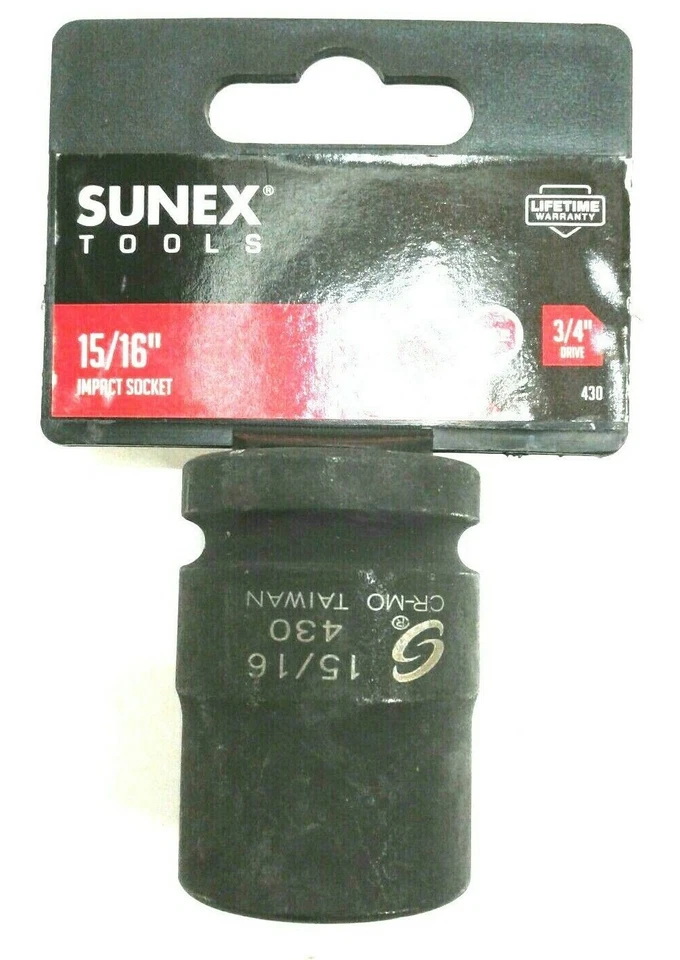 SUNEX®
TOOLS
LIFETIME
WARRANTY
15/16"
IMPACT SOCKET
3/4"
DRIVE
430
15/16
430
CR-MO TAIWAN
S®